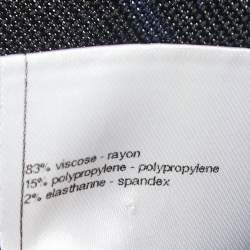 83% viscose - rayon
15% polypropylene - polypropylene
2% elasthanne - spandex